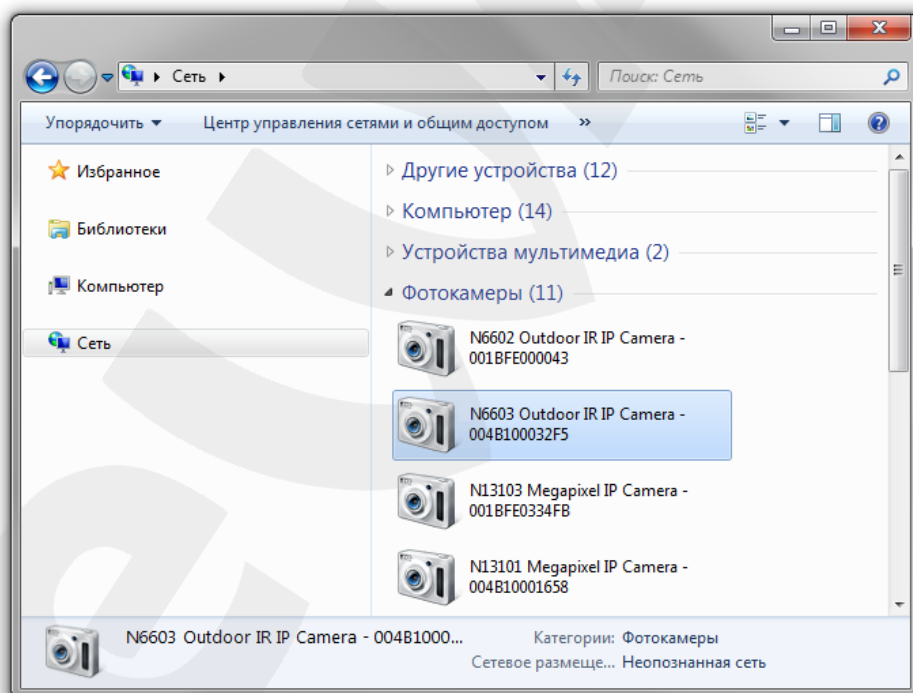 Сеть
Поиск: Сеть
Упорядочить Центр управления сетями и общим доступом »
Избранное
Библиотеки
Компьютер
Сеть
Другие устройства (12)
Компьютер (14)
Устройства мультимедиа (2)
Фотокамеры (11)
N6602 Outdoor IR IP Camera -
001BFE000043
N6603 Outdoor IR IP Camera -
004B100032F5
N13103 Megapixel IP Camera -
001BFE0334FB
N13101 Megapixel IP Camera -
004B10001658
N6603 Outdoor IR IP Camera - 004B1000... Категории: Фотокамеры
Сетевое размеще... Неопознанная сеть